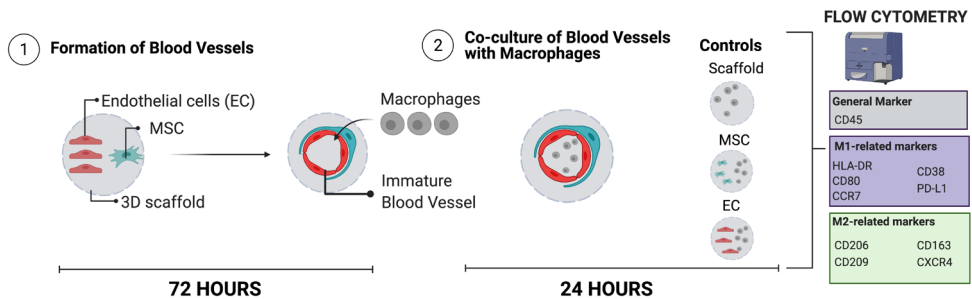 1
Formation of Blood Vessels
Endothelial cells (EC)
MSC
3D scaffold
Macrophages
Immature
Blood Vessel
72 HOURS
2
Co-culture of Blood Vessels
with Macrophages
24 HOURS
Controls
Scaffold
MSC
EC
FLOW CYTOMETRY
General Marker
CD45
M1-related markers
HLA-DR
CD80
CCR7
CD38
PD-L1
M2-related markers
CD206
CD209
CD163
CXCR4